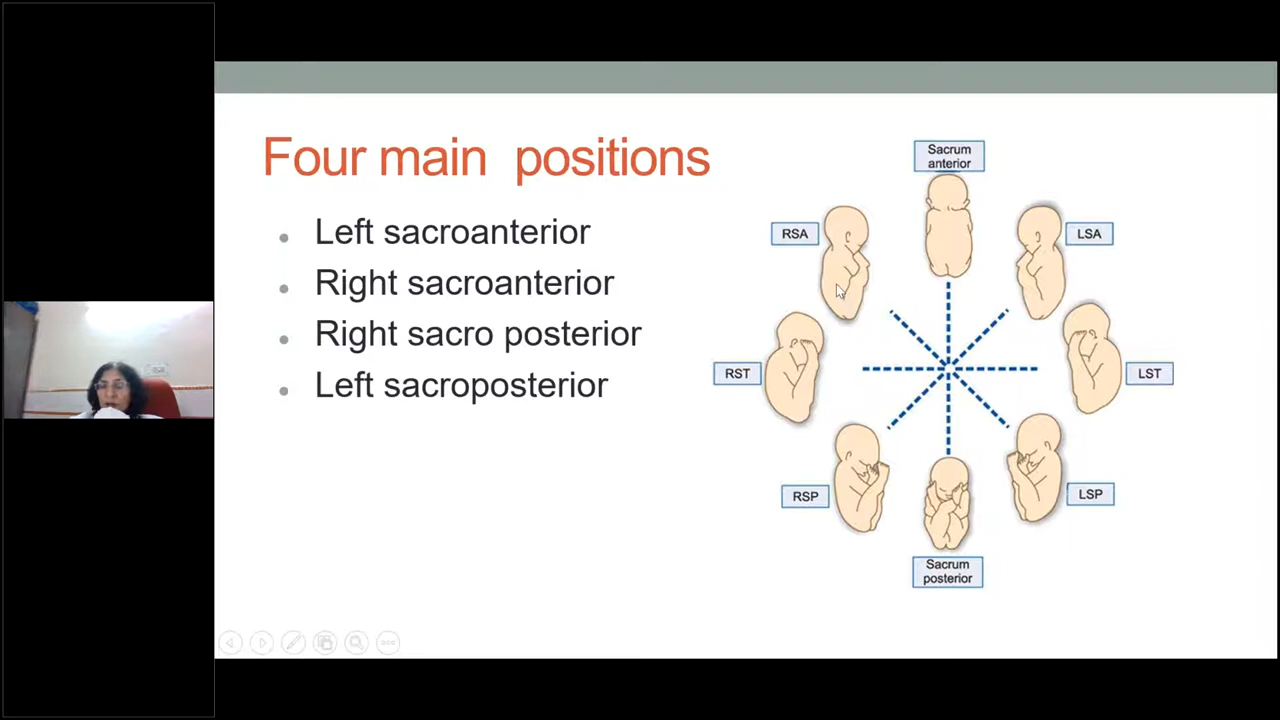 Four main positions
Left sacroanterior
Right sacroanterior
Right sacro posterior
Left sacroposterior
Sacrum
anterior
RSA
LSA
RST
LST
RSP
LSP
Sacrum
posterior